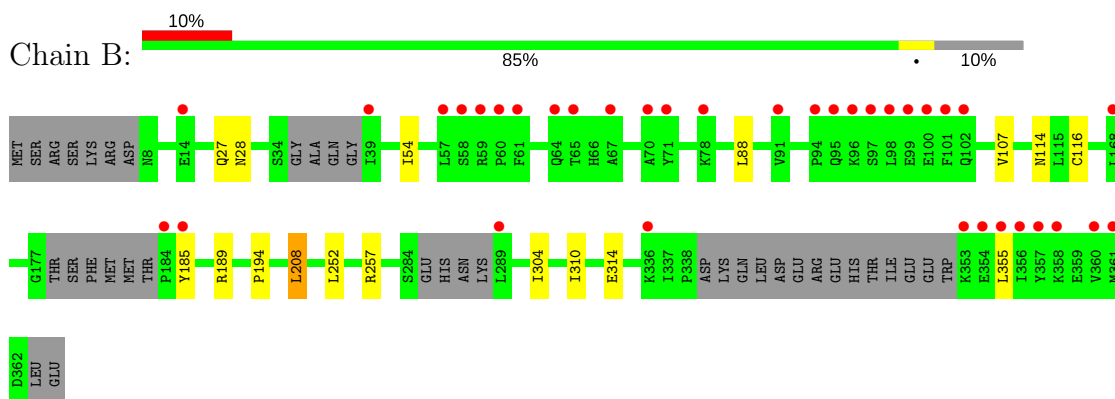 10%
Chain B:
85% • 10%
MET SER ARG SER LYS ARG ASP N8 E14 Q27 N28 S34 GLY ALA GLN GLY I39 I54 L57 S58 R59 P60 F61 Q64 T65 H66 A67 A70 Y71 K78 L88 V91 P94 Q95 K96 S97 L98 E99 E100 F101 Q102 V107 N114 L115 C116 L168
G177 THR SER PHE MET MET THR P184 Y185 R189 P194 L208 L252 R257 S284 GLU HIS ASN LYS L289 I304 I310 E314 K336 I337 P338 ASP LYS GLN LEU ASP GLU ARG GLU HIS THR ILE GLU GLU TRP K353 E354 L355 I356 Y357 K358 E359 V360 M361
D362 LEU GLU